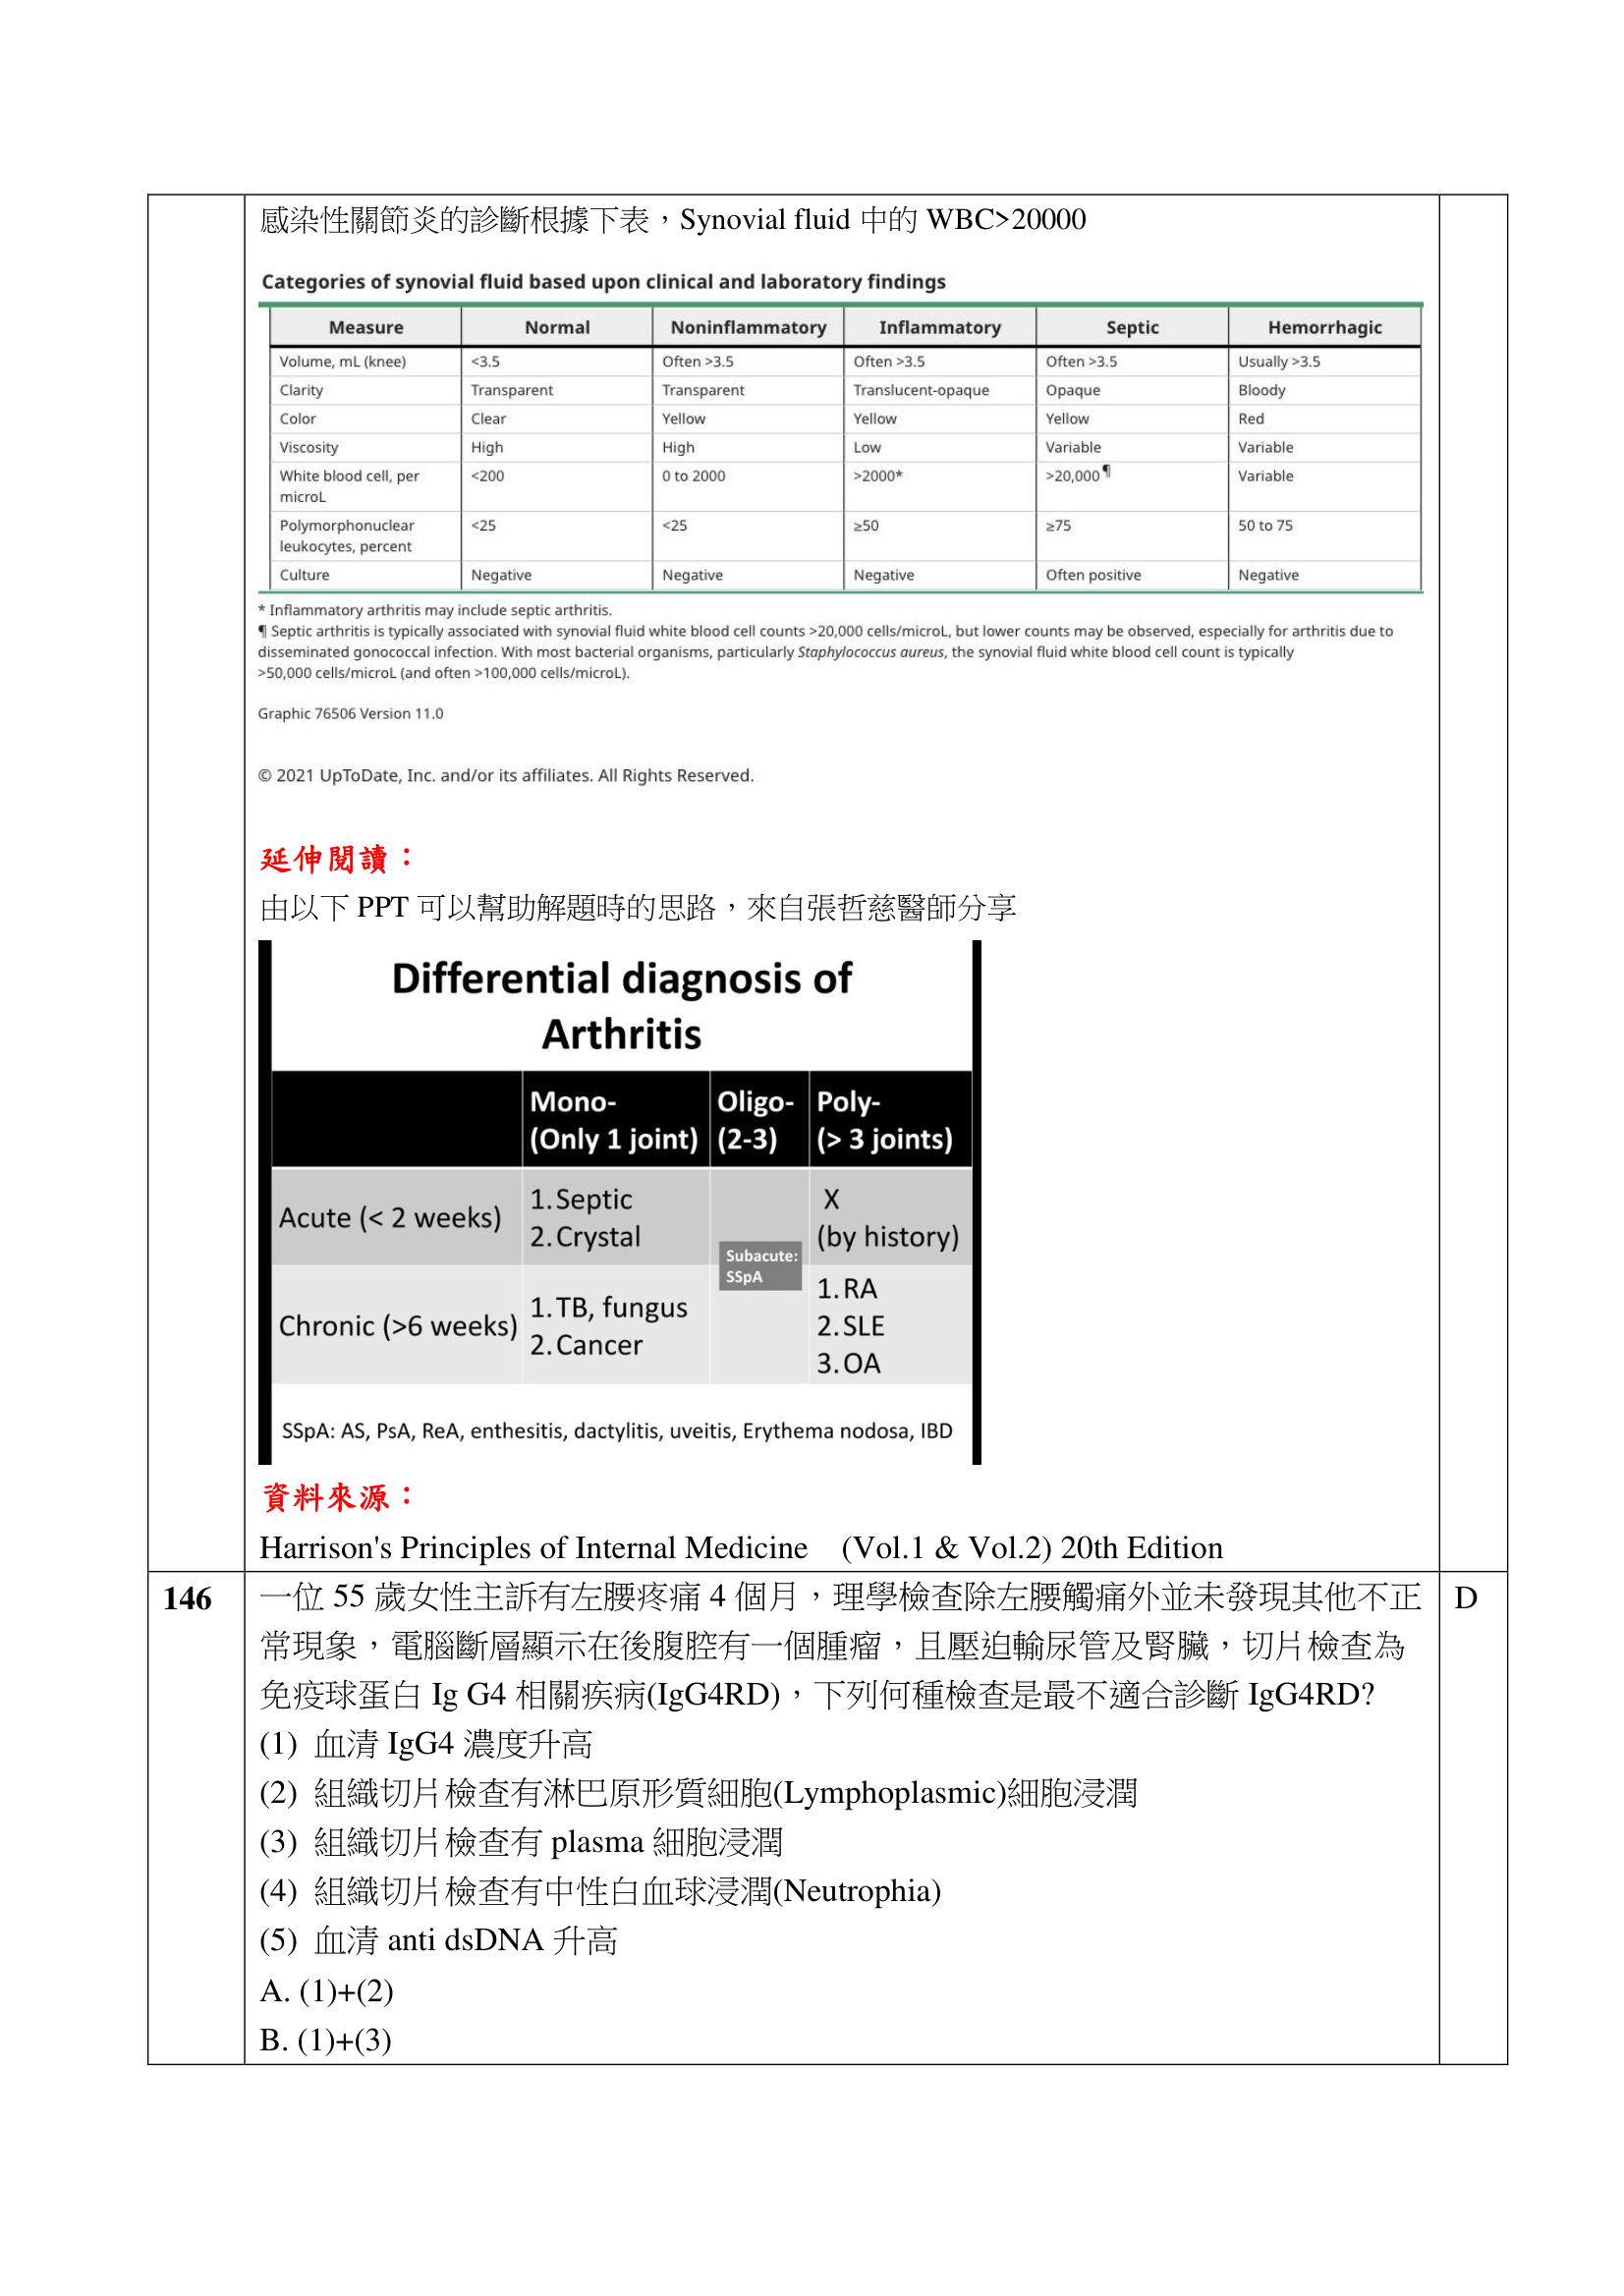 感染性關節炎的診斷根據下表，Synovial fluid 中的 WBC>20000
Categories of synovial fluid based upon clinical and laboratory findings
Measure Normal Noninflammatory Inflammatory Septic Hemorrhagic
Volume, mL (knee) <3.5 Often >3.5 Often >3.5 Often >3.5 Usually >3.5
Clarity Transparent Transparent Translucent-opaque Opaque Bloody
Color Clear Yellow Yellow Yellow Red
Viscosity High High Low Variable Variable
White blood cell, per <200 0 to 2000 >2000* >20,000¶ Variable
microL
Polymorphonuclear <25 <25 ≥50 ≥75 50 to 75
leukocytes, percent
Culture Negative Negative Negative Often positive Negative
* Inflammatory arthritis may include septic arthritis.
¶ Septic arthritis is typically associated with synovial fluid white blood cell counts >20,000 cells/microL, but lower counts may be observed, especially for arthritis due to
disseminated gonococcal infection. With most bacterial organisms, particularly Staphylococcus aureus, the synovial fluid white blood cell count is typically
>50,000 cells/microL (and often >100,000 cells/microL).
Graphic 76506 Version 11.0
© 2021 UpToDate, Inc. and/or its affiliates. All Rights Reserved.
延伸閱讀：
由以下 PPT 可以幫助解題時的思路，來自張哲慈醫師分享
Differential diagnosis of
Arthritis
Mono- Oligo- Poly-
(Only 1 joint) (2-3) (> 3 joints)
Acute (< 2 weeks) 1. Septic X
2. Crystal (by history)
Subacute:
SSpA
Chronic (>6 weeks) 1. TB, fungus 1. RA
2. Cancer 2. SLE
3. OA
SSpA: AS, PsA, ReA, enthesitis, dactylitis, uveitis, Erythema nodosa, IBD
資料來源：
Harrison's Principles of Internal Medicine (Vol.1 & Vol.2) 20th Edition
146 一位 55 歲女性主訴有左腰疼痛 4 個月，理學檢查除左腰觸痛外並未發現其他不正 D
常現象，電腦斷層顯示在後腹腔有一個腫瘤，且壓迫輸尿管及腎臟，切片檢查為
免疫球蛋白 Ig G4 相關疾病(IgG4RD)，下列何種檢查是最不適合診斷 IgG4RD?
(1) 血清 IgG4 濃度升高
(2) 組織切片檢查有淋巴原形質細胞(Lymphoplasmic)細胞浸潤
(3) 組織切片檢查有 plasma 細胞浸潤
(4) 組織切片檢查有中性白血球浸潤(Neutrophia)
(5) 血清 anti dsDNA 升高
A. (1)+(2)
B. (1)+(3)